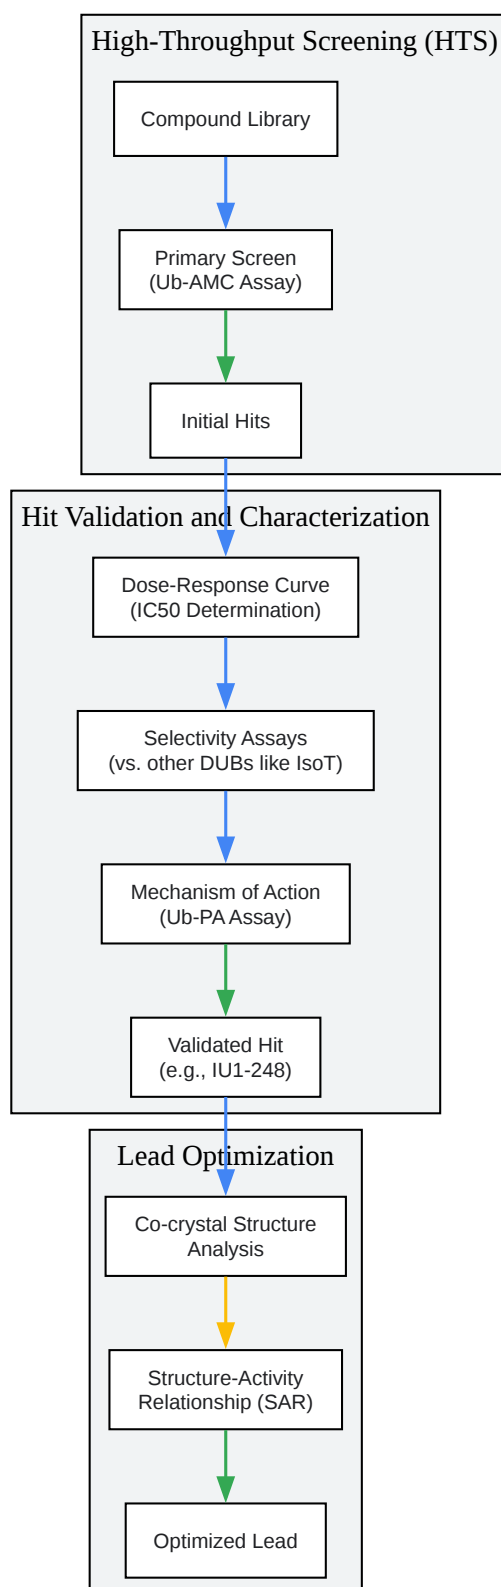 High-Throughput Screening (HTS)
Compound Library
Primary Screen
(Ub-AMC Assay)
Initial Hits
Hit Validation and Characterization
Dose-Response Curve
(IC50 Determination)
Selectivity Assays
(vs. other DUBs like IsoT)
Mechanism of Action
(Ub-PA Assay)
Validated Hit
(e.g., IU1-248)
Lead Optimization
Co-crystal Structure
Analysis
Structure-Activity
Relationship (SAR)
Optimized Lead